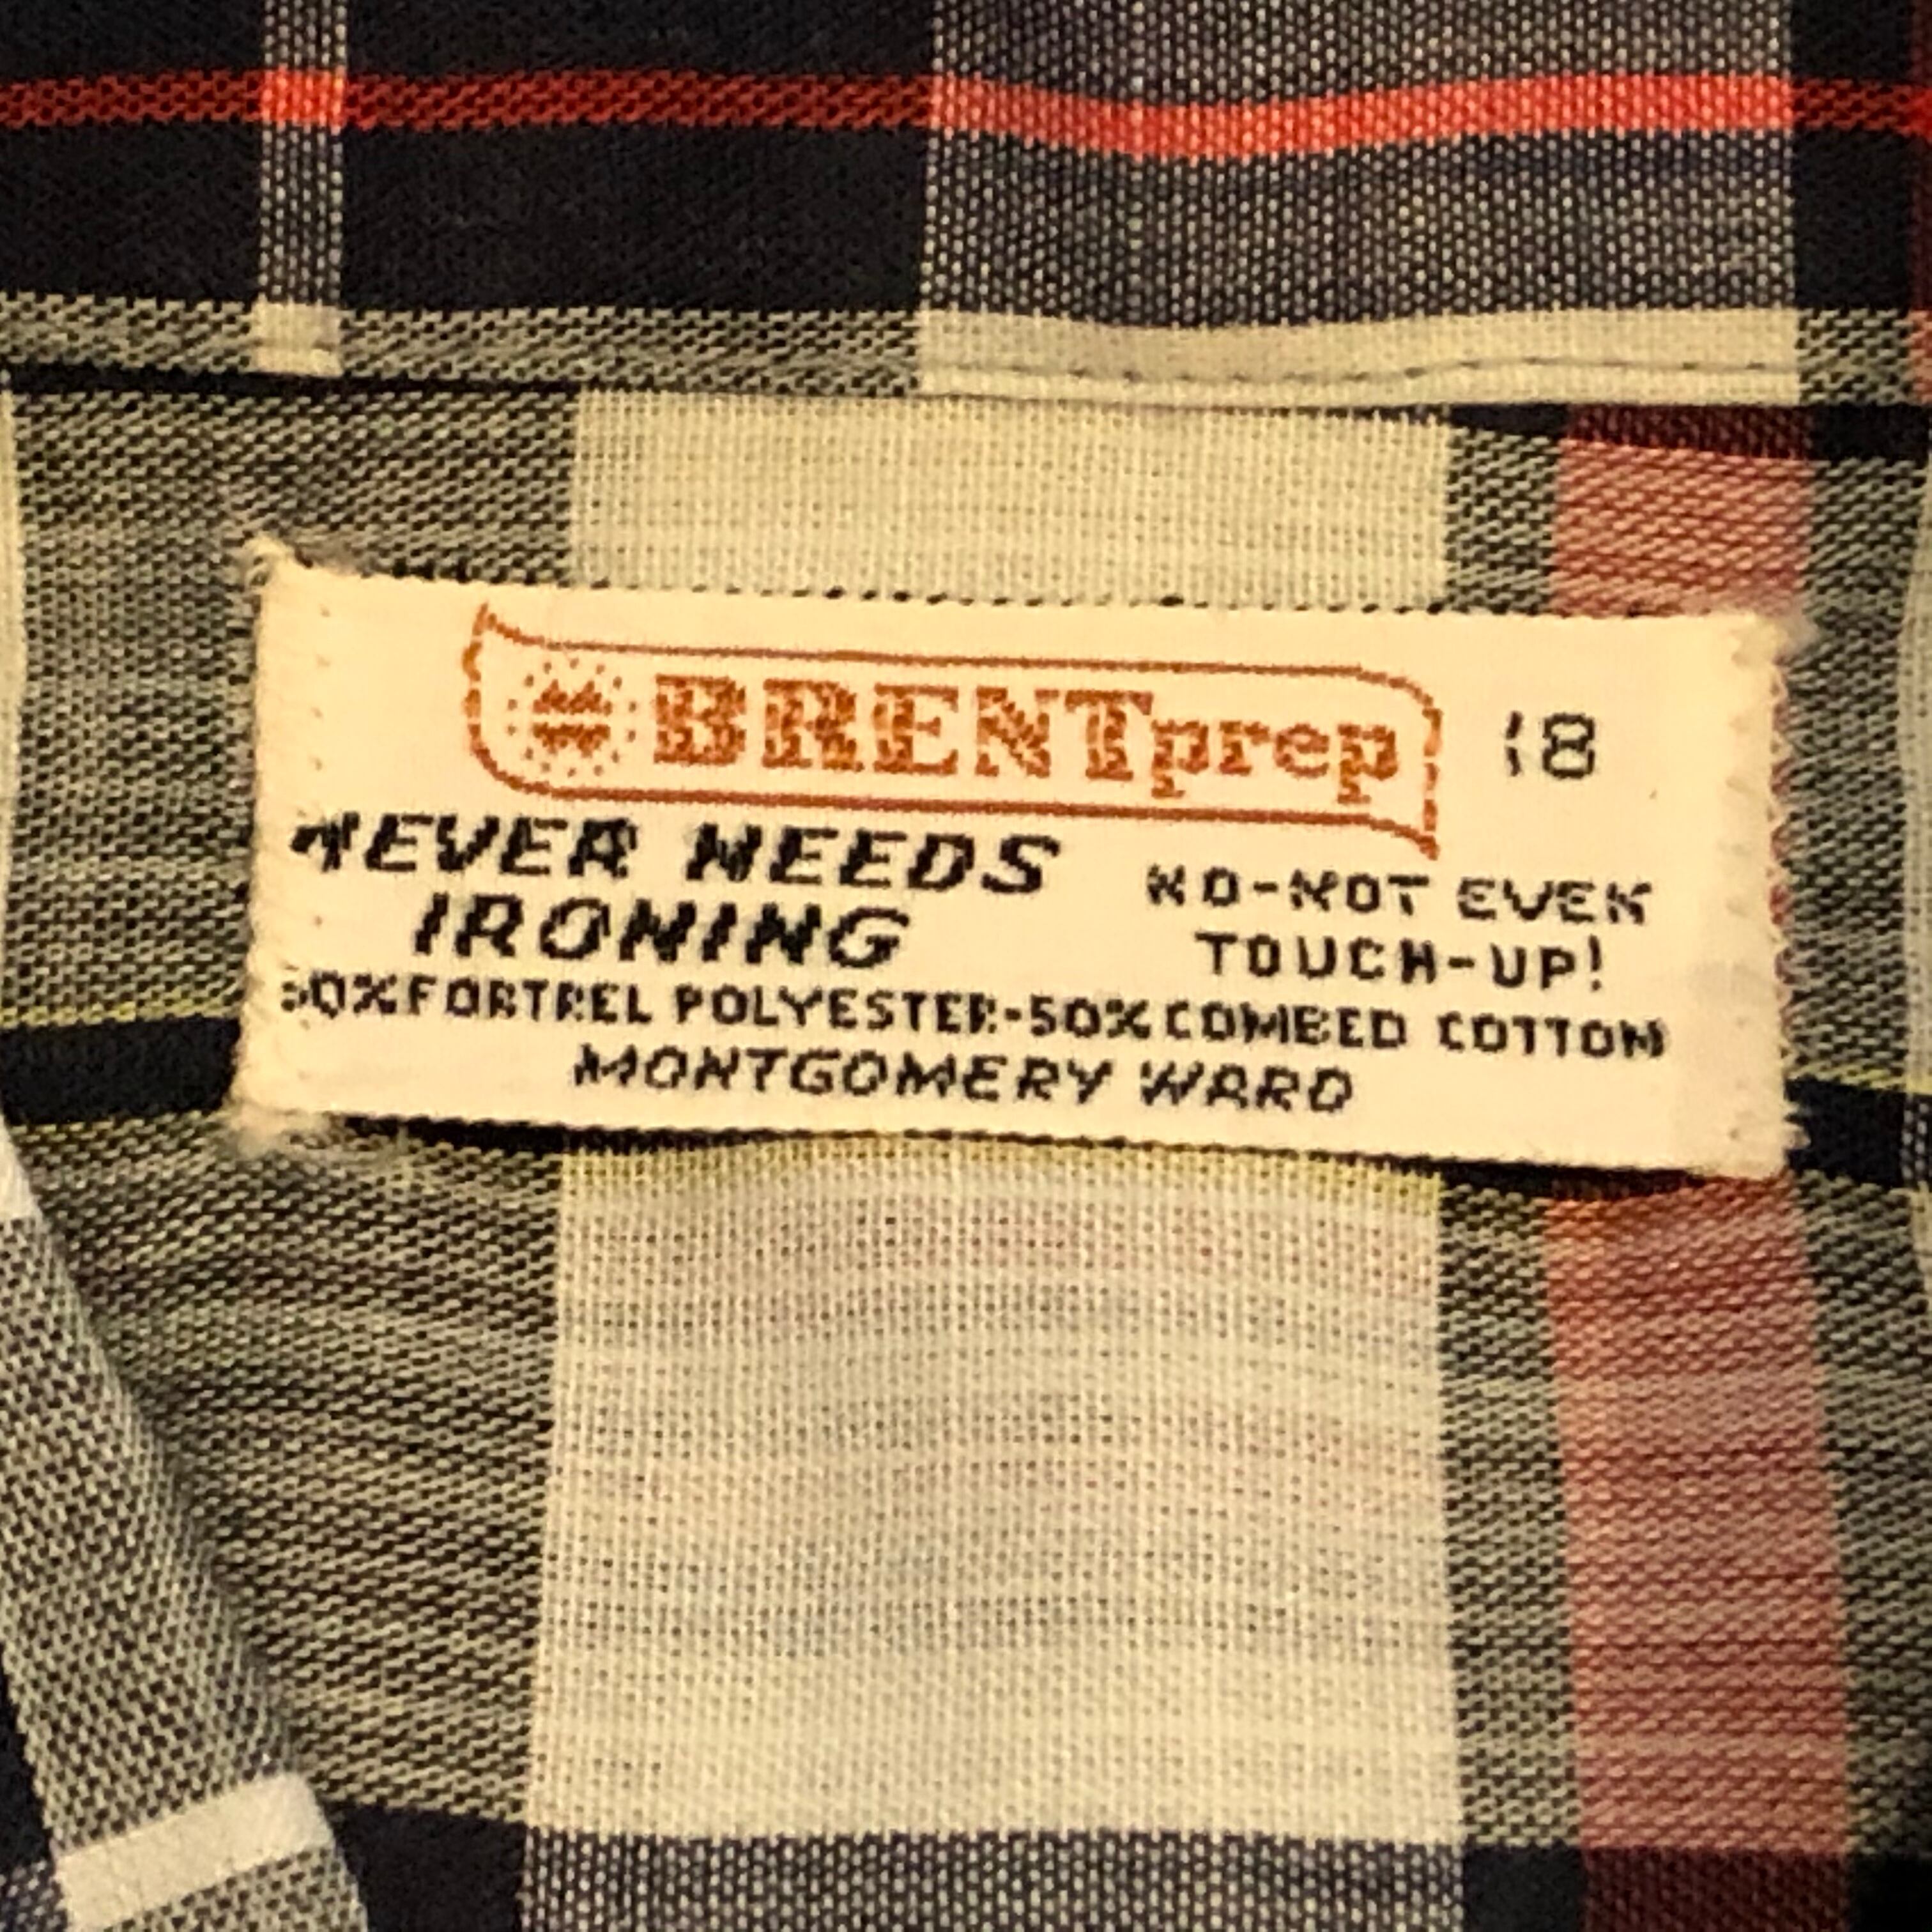 BRENTprep 18
NEVER NEEDS
IRONING
NO-NOT EVEN
TOUCH-UP!
50% FORTREL POLYESTER-50% COMBED COTTON
MONTGOMERY WARD